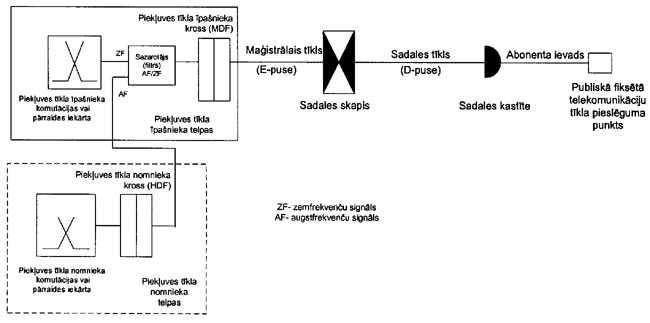 Piekļuves tīkla īpašnieka
kross (MDF)
ZF
Sazarotājs
(filtrs)
AF/ZF
AF
Piekļuves tīkla īpašnieka
komutācijas vai
pārraides iekārta
Piekļuves tīkla
īpašnieka telpas
Maģistrālais tīkls
(E-puse)
Sadales skapis
Sadales tīkls
(D-puse)
Sadales kastīte
Abonenta ievads
Publiskā fiksētā
telekomunikāciju
tīkla pieslēguma
punkts
Piekļuves tīkla nomnieka
kross (HDF)
Piekļuves tīkla nomnieka
komutācijas vai
pārraides iekārta
Piekļuves tīkla
nomnieka
telpas
ZF- zemfrekvenču signāls
AF- augstfrekvenču signāls